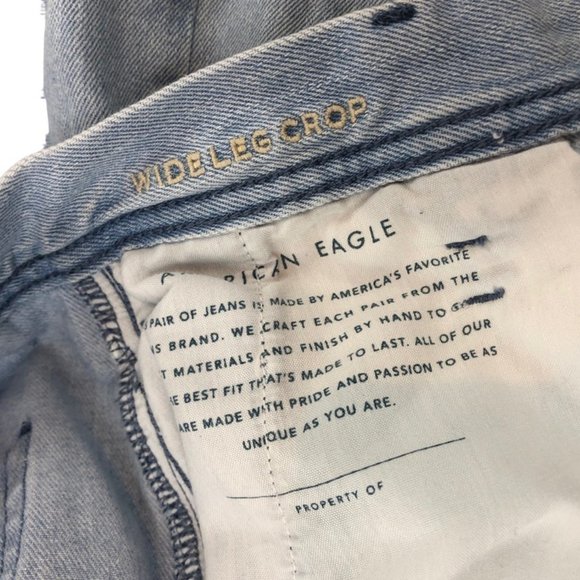 WIDE LEG CROP
AMERICAN EAGLE
PAIR OF JEANS IS MADE BY AMERICA'S FAVORITE
BRAND. WE CRAFT EACH PAIR FROM THE
MATERIALS AND FINISH BY HAND TO
BEST FIT THAT'S MADE TO LAST. ALL OF OUR
ARE MADE WITH PRIDE AND PASSION TO BE AS
UNIQUE AS YOU ARE.
PROPERTY OF